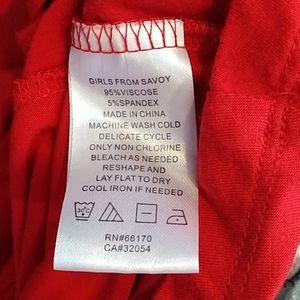 GIRLS FROM SAVOY
95%VISCOSE
5%SPANDEX
MADE IN CHINA
MACHINE WASH COLD
DELICATE CYCLE
ONLY NON CHLORINE
BLEACH AS NEEDED
RESHAPE AND
LAY FLAT TO DRY
COOL IRON IF NEEDED
RN#66170
CA#32054